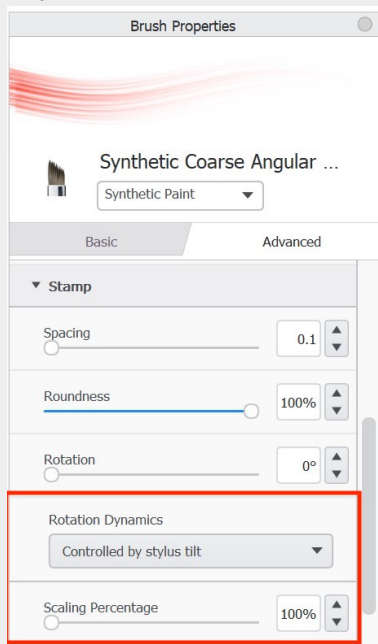 Brush Properties
Synthetic Coarse Angular ...
Synthetic Paint
Basic
Advanced
Stamp
Spacing
0.1
Roundness
100%
Rotation
0°
Rotation Dynamics
Controlled by stylus tilt
Scaling Percentage
100%